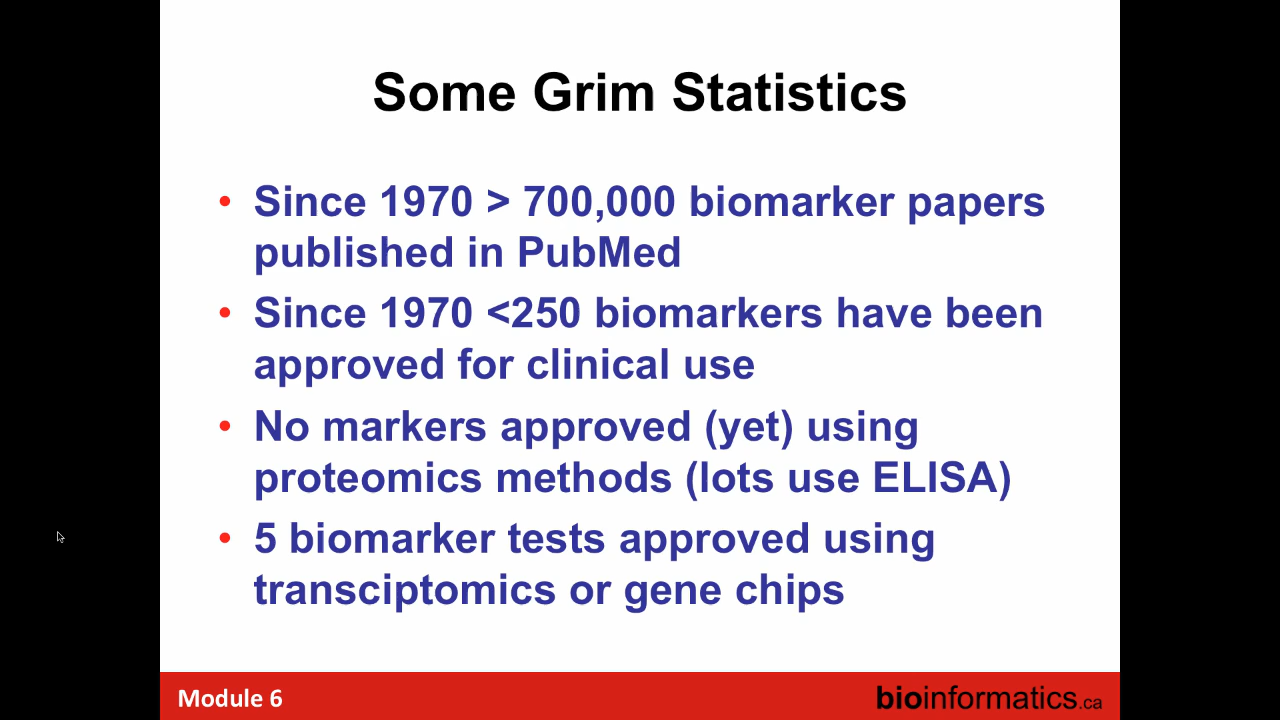 Some Grim Statistics
• Since 1970 > 700,000 biomarker papers
published in PubMed
• Since 1970 <250 biomarkers have been
approved for clinical use
• No markers approved (yet) using
proteomics methods (lots use ELISA)
• 5 biomarker tests approved using
transciptomics or gene chips
Module 6
bioinformatics.ca